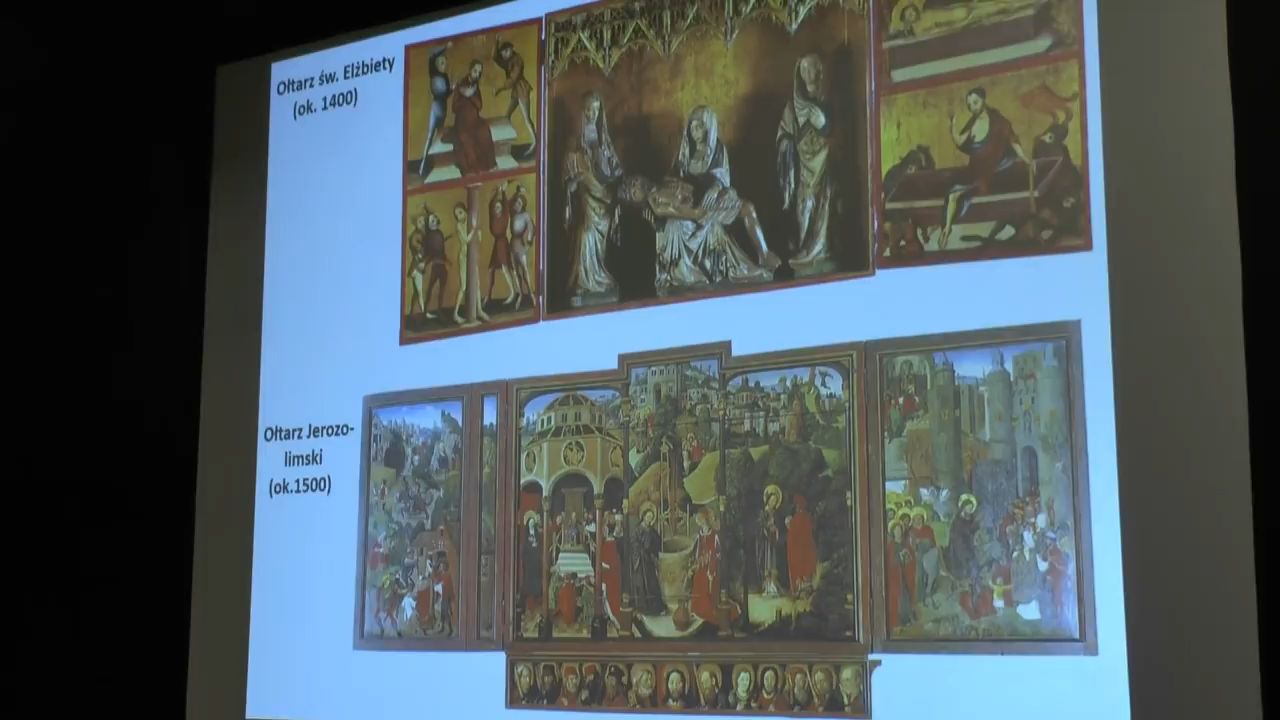 Ołtarz św. Elżbiety
(ok. 1400)
Ołtarz Jerozo-
limski
(ok.1500)